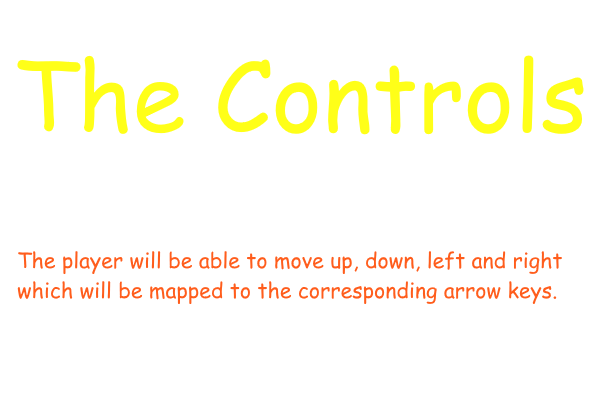 The Controls
The player will be able to move up, down, left and right
which will be mapped to the corresponding arrow keys.